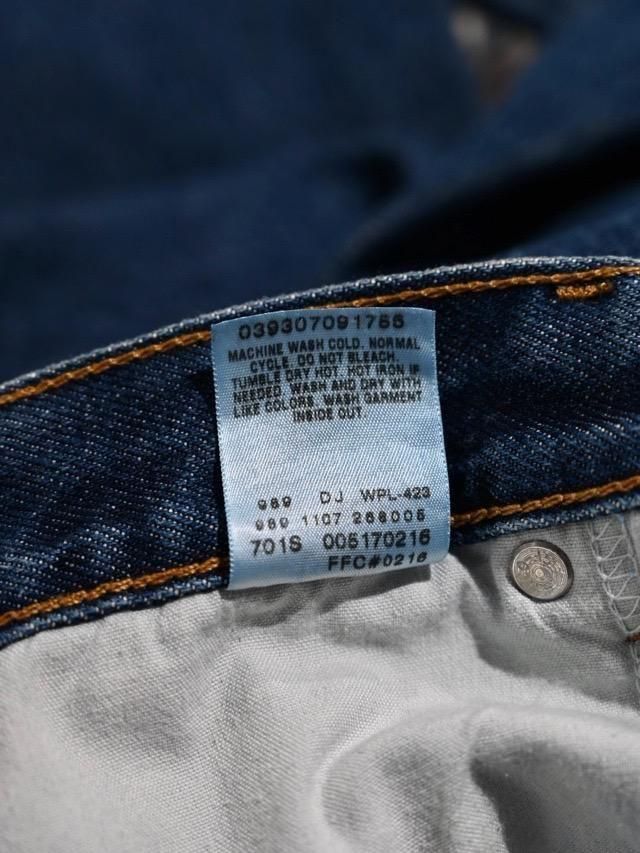 039307091766
MACHINE WASH COLD. NORMAL
CYCLE. DO NOT BLEACH.
TUMBLE DRY HOT. HOT IRON IF
NEEDED. WASH AND DRY WITH
LIKE COLORS. WASH GARMENT
INSIDE OUT.
989 DJ WPL-423
989 1107 268005
701S 005170216
FFC#0216